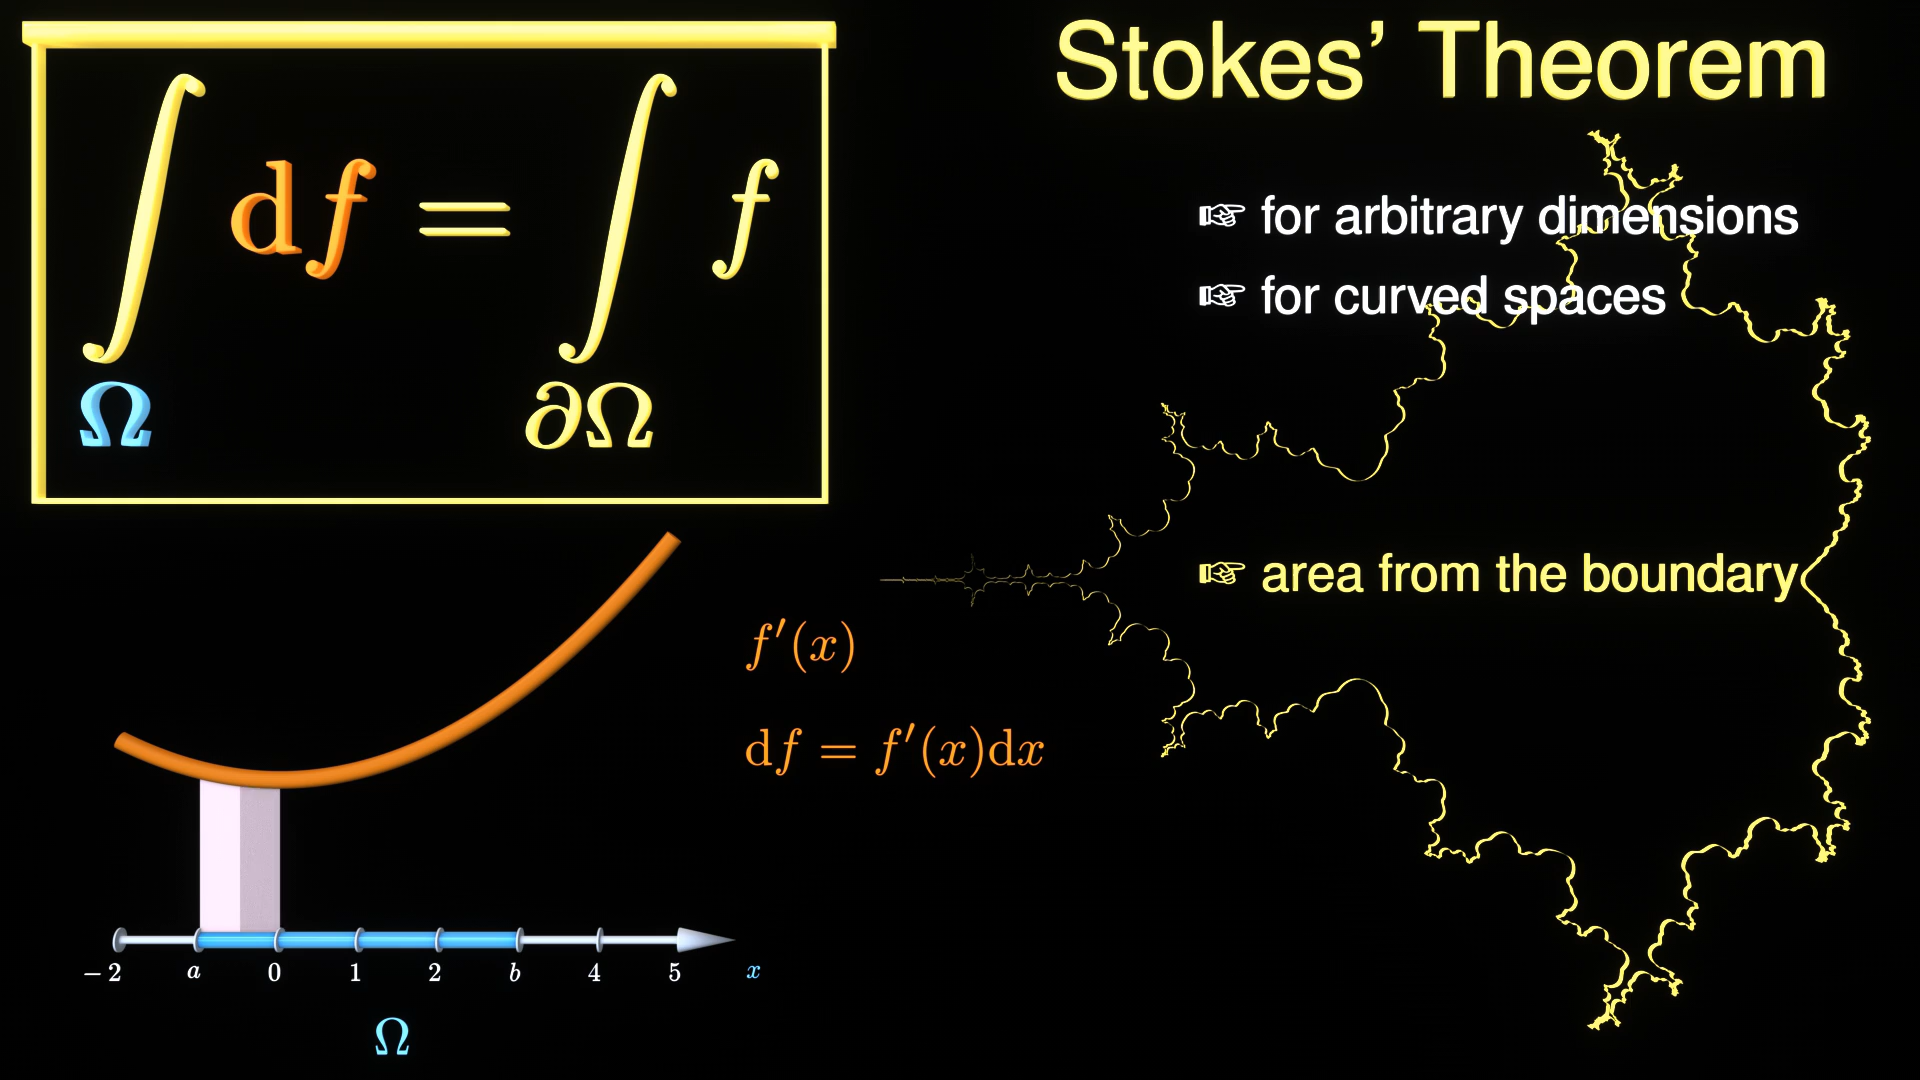 ∫ df = ∫ f
Ω ∂Ω
Stokes’ Theorem
☞ for arbitrary dimensions
☞ for curved spaces
☞ area from the boundary
f′(x)
df = f′(x)dx
−2 a 0 1 2 b 4 5 x
Ω